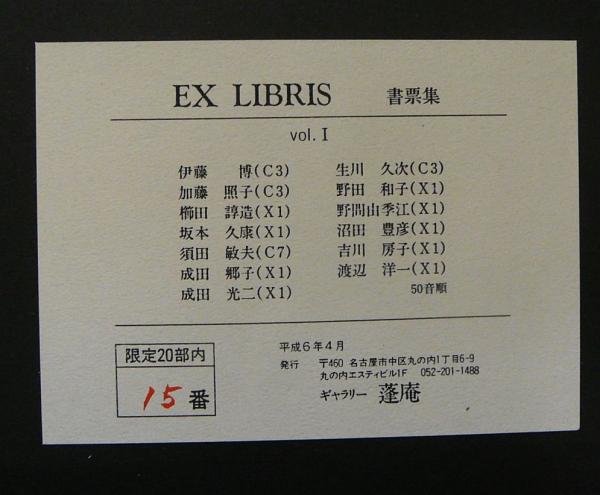 EX LIBRIS 書票集
vol. I
伊藤 博(C3)
加藤 照子(C3)
櫛田 諄造(X1)
坂本 久康(X1)
須田 敏夫(C7)
成田 郷子(X1)
成田 光二(X1)
生川 久次(C3)
野田 和子(X1)
野間由季江(X1)
沼田 豊彦(X1)
吉川 房子(X1)
渡辺 洋一(X1)
50音順
限定20部内
15番
平成6年4月
発行 〒460 名古屋市中区丸の内1丁目6-9
丸の内エスティビル1F 052-201-1488
ギャラリー 蓬庵